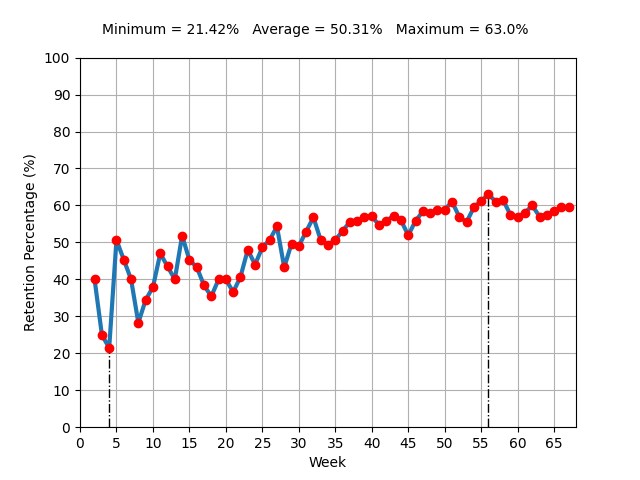 Minimum = 21.42%   Average = 50.31%   Maximum = 63.0%
100
90
80
70
60
50
40
30
20
10
0
Retention Percentage (%)
0 5 10 15 20 25 30 35 40 45 50 55 60 65
Week